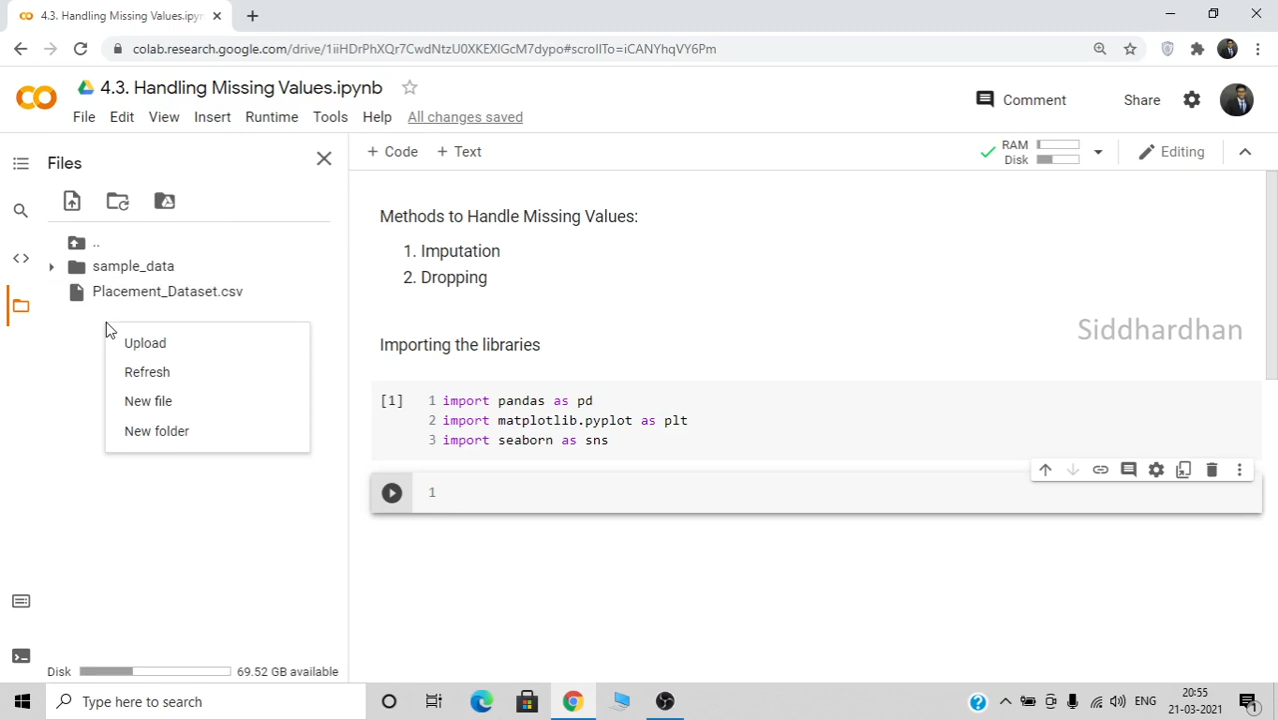 4.3. Handling Missing Values.ipyn
colab.research.google.com/drive/1iiHDrPhXQr7CwdNtzU0XKEXlGcM7dypo#scrollTo=iCANYhqVY6Pm
4.3. Handling Missing Values.ipynb
Comment
Share
File
Edit
View
Insert
Runtime
Tools
Help
All changes saved
Files
+ Code
+ Text
RAM
Disk
Editing
..
sample_data
Placement_Dataset.csv
Upload
Refresh
New file
New folder
Methods to Handle Missing Values:
1. Imputation
2. Dropping
Siddhardhan
Importing the libraries
[1]
1 import pandas as pd
2 import matplotlib.pyplot as plt
3 import seaborn as sns
1
Disk
69.52 GB available
Type here to search
ENG
20:55
21-03-2021
1